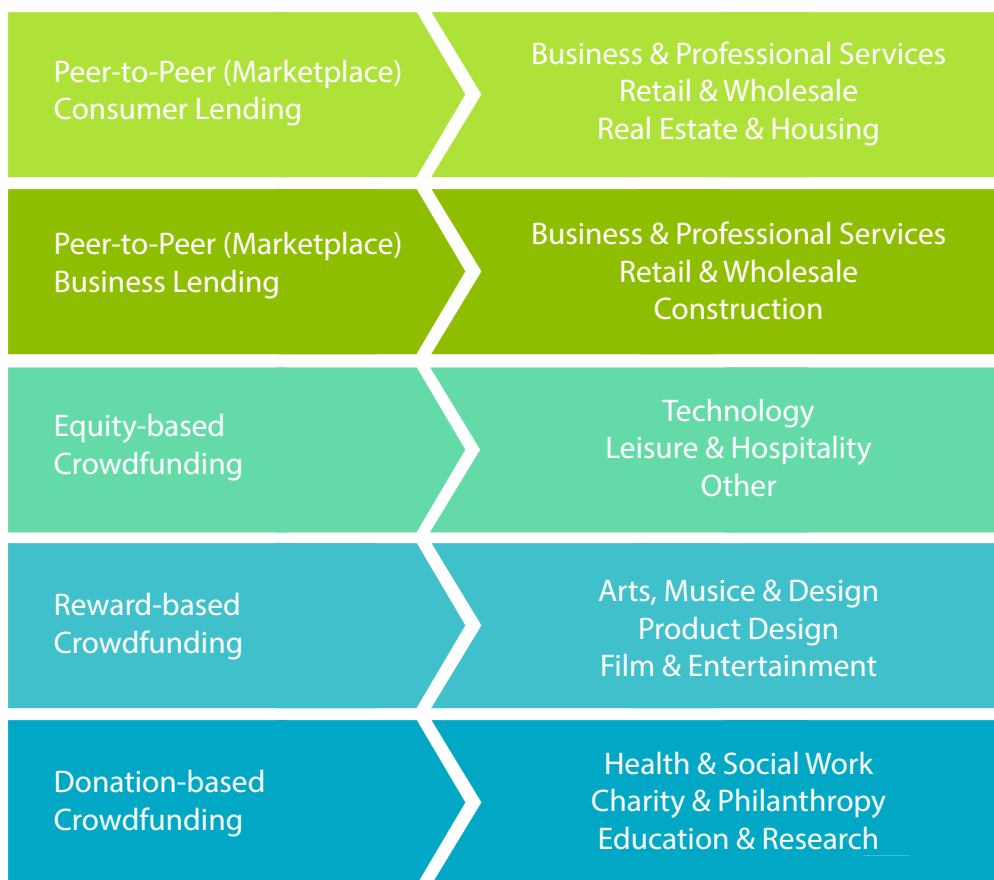 Peer-to-Peer (Marketplace)
Consumer Lending
Business & Professional Services
Retail & Wholesale
Real Estate & Housing
Peer-to-Peer (Marketplace)
Business Lending
Business & Professional Services
Retail & Wholesale
Construction
Equity-based
Crowdfunding
Technology
Leisure & Hospitality
Other
Reward-based
Crowdfunding
Arts, Musice & Design
Product Design
Film & Entertainment
Donation-based
Crowdfunding
Health & Social Work
Charity & Philanthropy
Education & Research